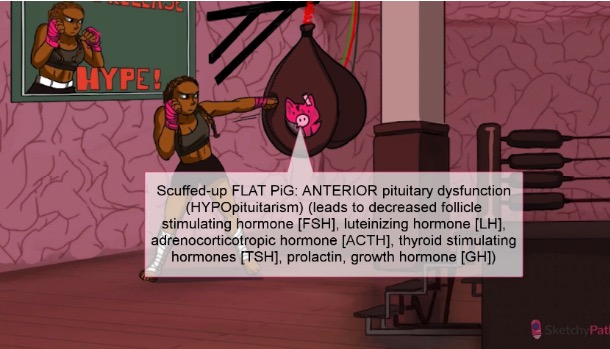 RELEASE
HYPE!
Scuffed-up FLAT PiG: ANTERIOR pituitary dysfunction
(HYPOpituitarism) (leads to decreased follicle
stimulating hormone [FSH], luteinizing hormone [LH],
adrenocorticotropic hormone [ACTH], thyroid stimulating
hormones [TSH], prolactin, growth hormone [GH])
SketchyPath